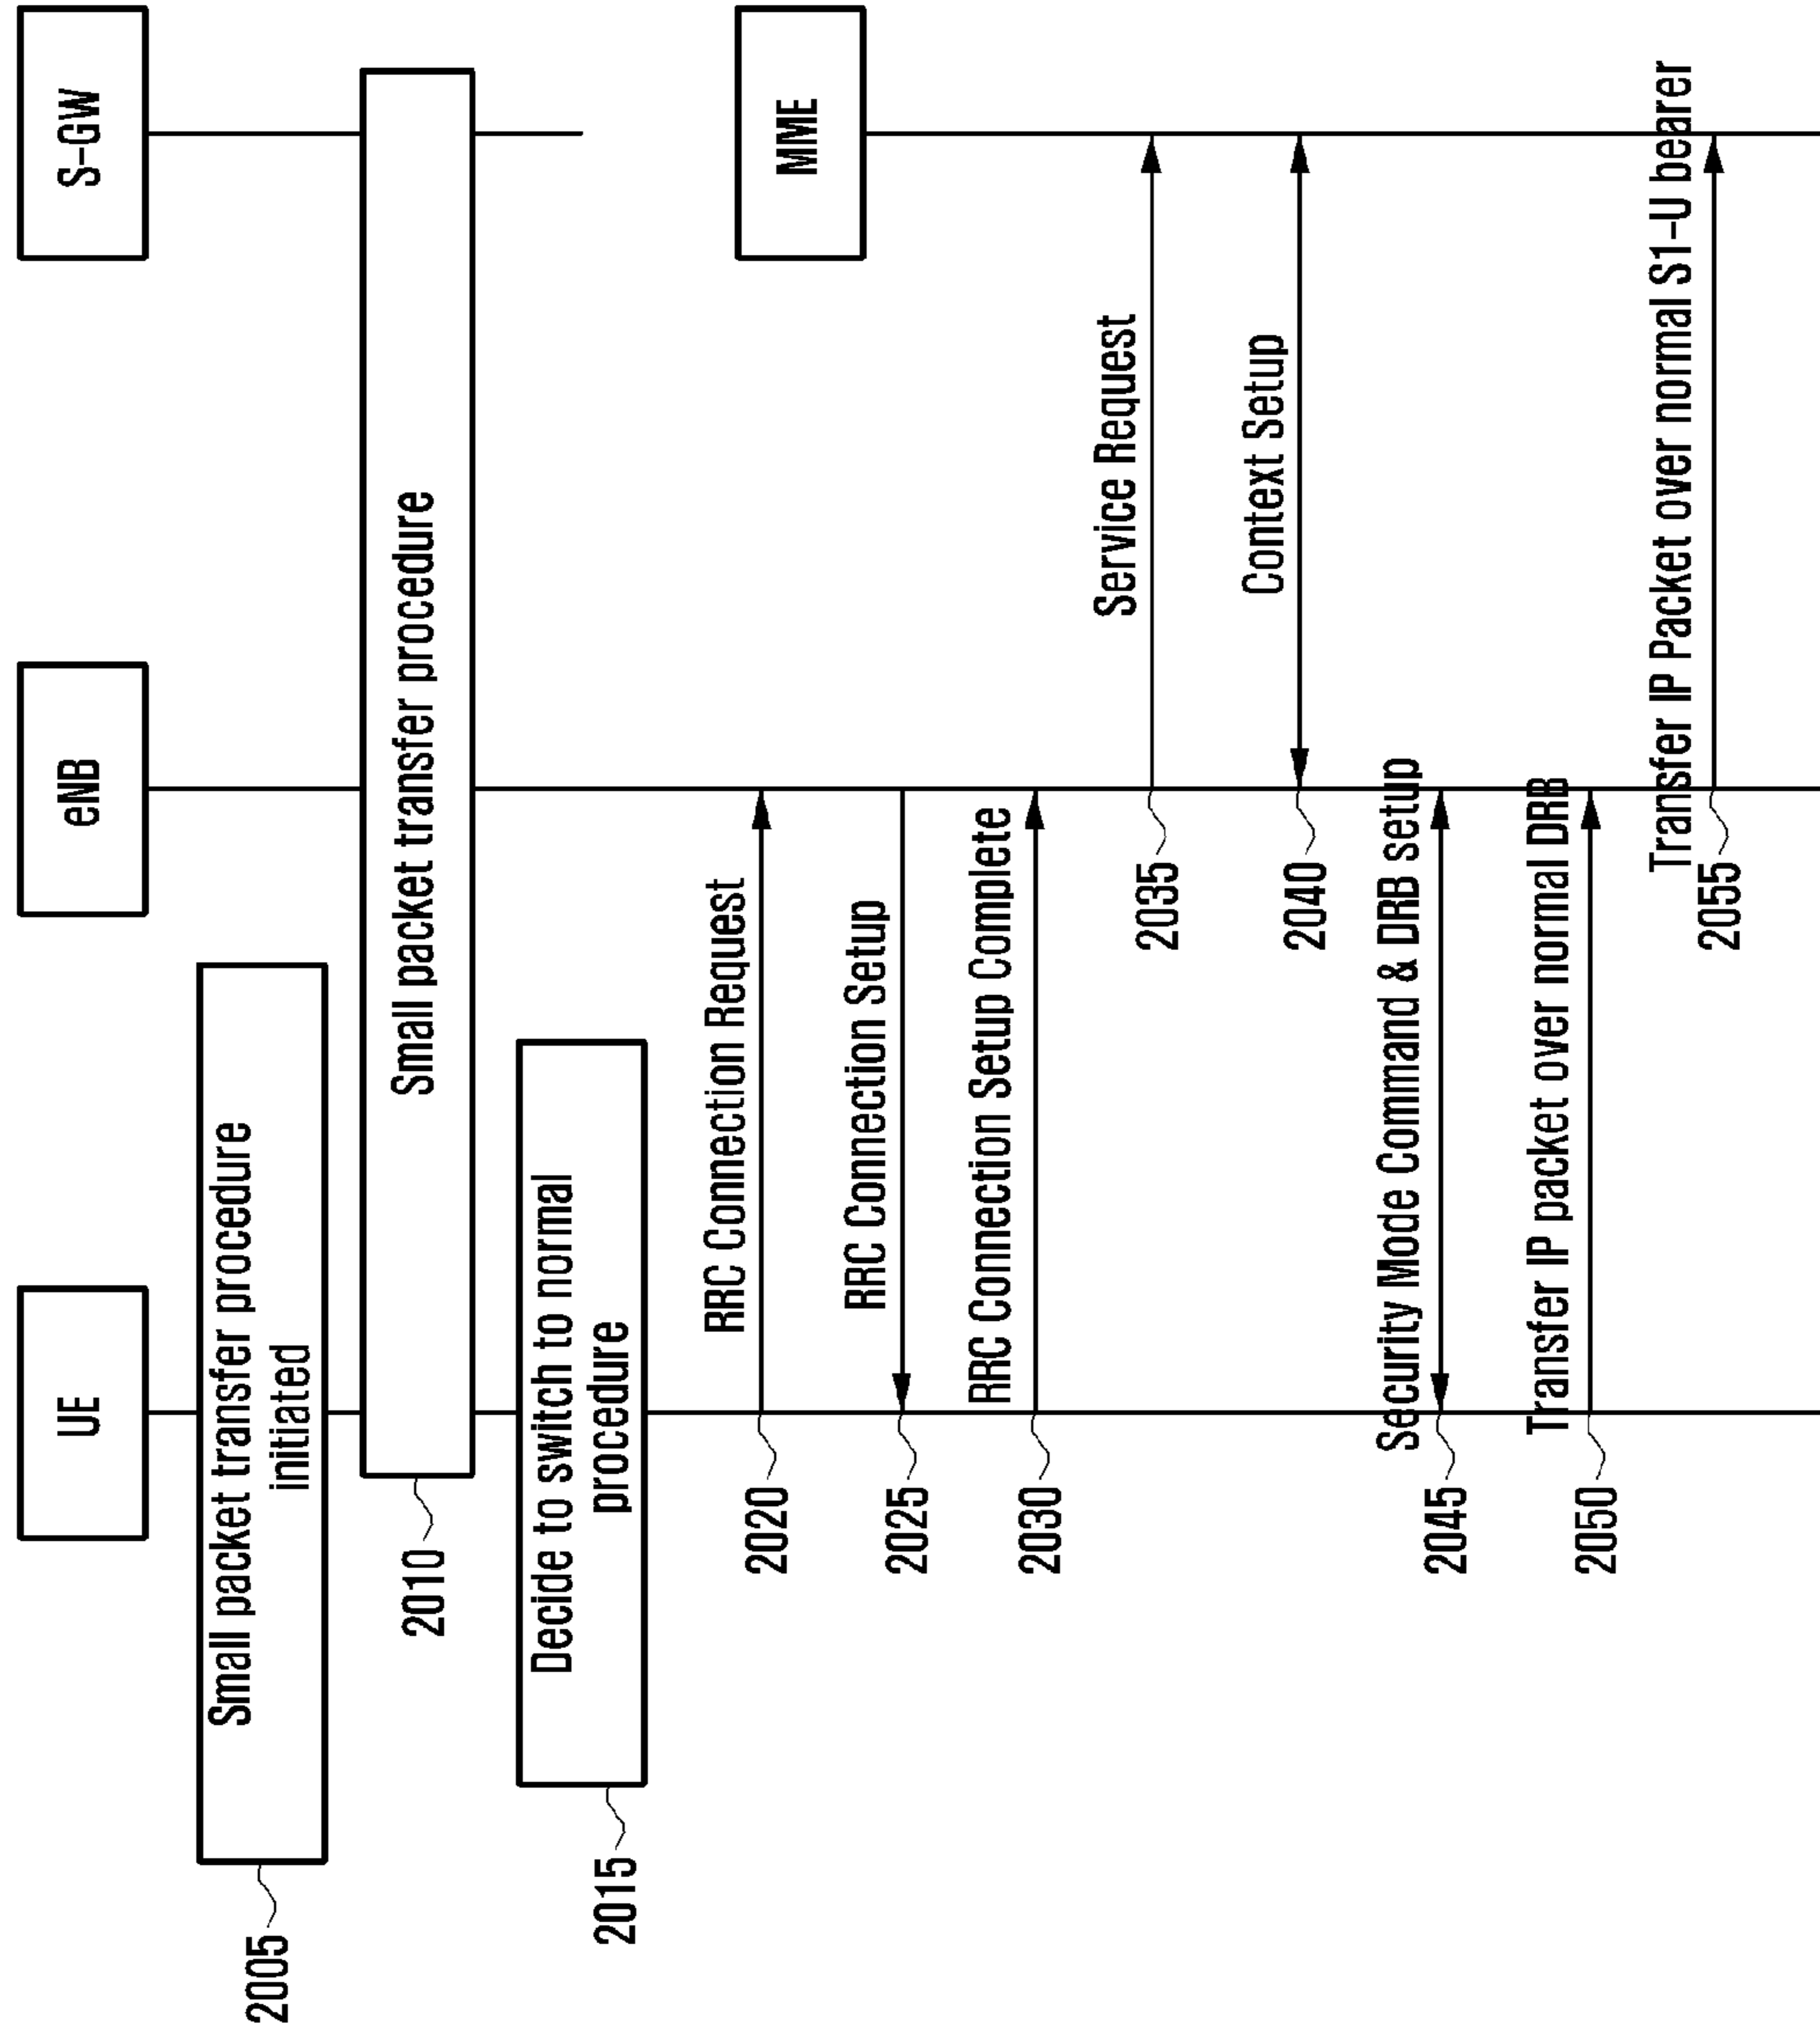 UE
eNB
S-GW
Small packet transfer procedure
initiated
2005
Small packet transfer procedure
2010
Decide to switch to normal
procedure
2015
MME
RRC Connection Request
2020
RRC Connection Setup
2025
RRC Connection Setup Complete
2030
Service Request
2035
Context Setup
2040
Security Mode Command & DRB setup
2045
Transfer IP packet over normal DRB
2050
Transfer IP Packet over normal S1-U bearer
2055